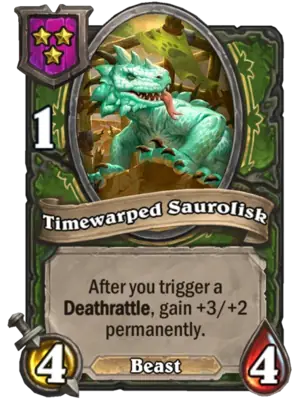 1
Timewarped Saurolisk
After you trigger a
Deathrattle, gain +3/+2
permanently.
4
Beast
4